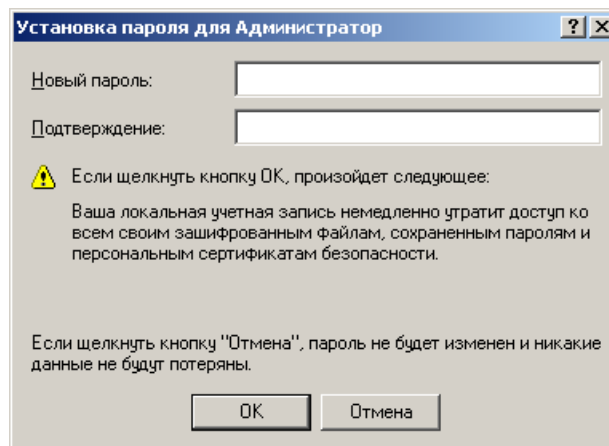 Установка пароля для Администратор
Новый пароль:
Подтверждение:
Если щелкнуть кнопку ОК, произойдет следующее:
Ваша локальная учетная запись немедленно утратит доступ ко
всем своим зашифрованным файлам, сохраненным паролям и
персональным сертификатам безопасности.
Если щелкнуть кнопку "Отмена", пароль не будет изменен и никакие
данные не будут потеряны.
ОК Отмена